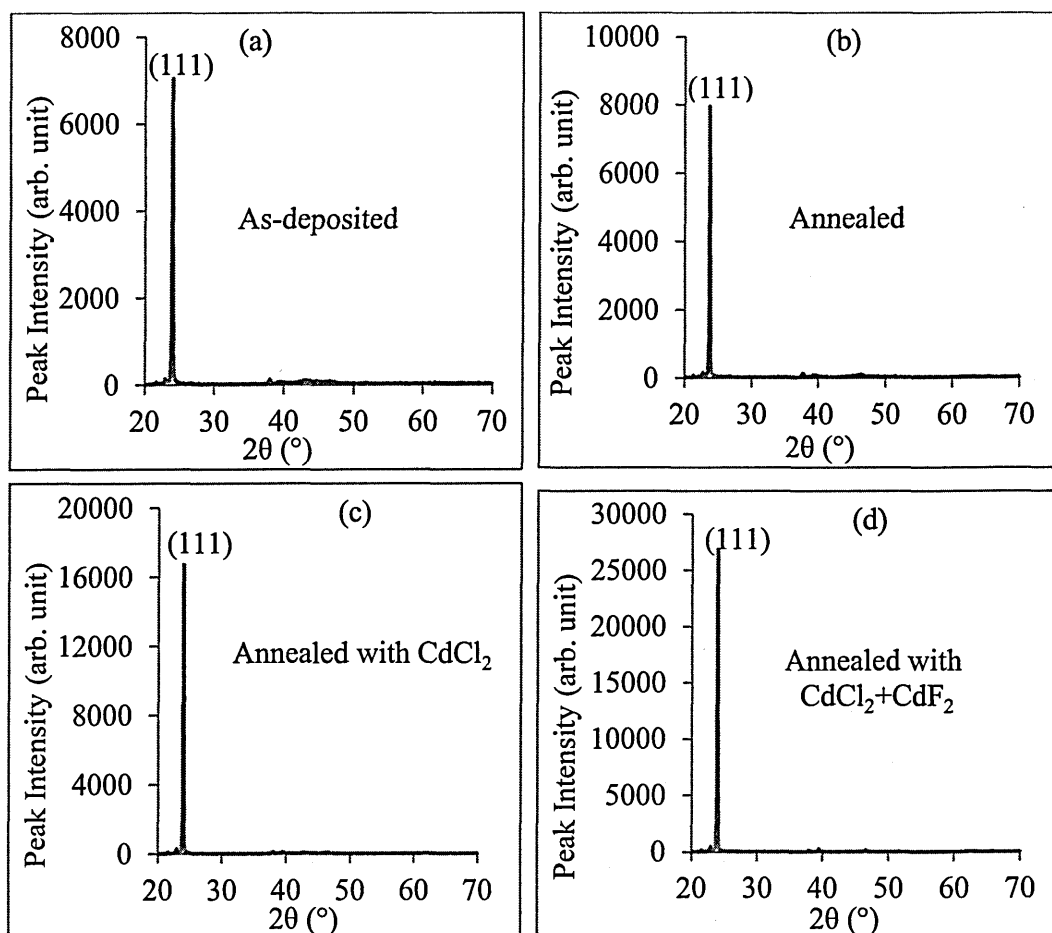 (a)
8000
(111)
6000
4000
2000
0
As-deposited
Peak Intensity (arb. unit)
20 30 40 50 60 70
2θ (°)
(b)
10000
(111)
8000
6000
4000
2000
0
Annealed
Peak Intensity (arb. unit)
20 30 40 50 60 70
2θ (°)
(c)
20000
(111)
16000
12000
8000
4000
0
Annealed with CdCl₂
Peak Intensity (arb. unit)
20 30 40 50 60 70
2θ (°)
(d)
30000
(111)
25000
20000
15000
10000
5000
0
Annealed with
CdCl₂+CdF₂
Peak Intensity (arb. unit)
20 30 40 50 60 70
2θ (°)